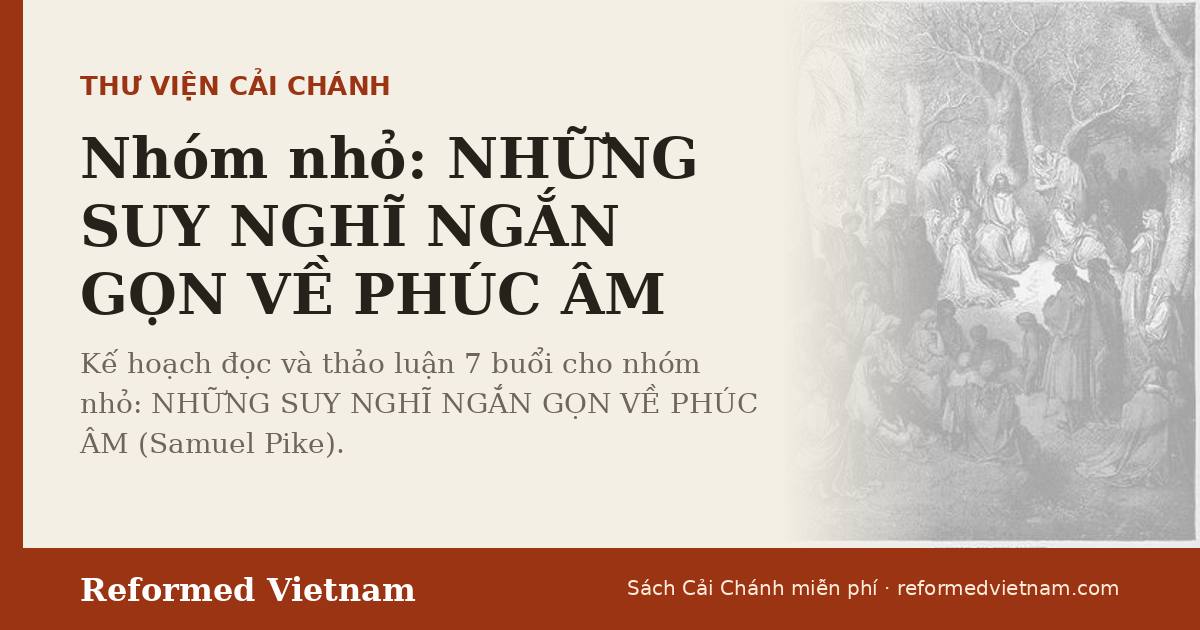 THƯ VIỆN CẢI CHÁNH
Nhóm nhỏ: NHỮNG
SUY NGHĨ NGẮN
GỌN VỀ PHÚC ÂM
Kế hoạch đọc và thảo luận 7 buổi cho nhóm
nhỏ: NHỮNG SUY NGHĨ NGẮN GỌN VỀ PHÚC
ÂM (Samuel Pike).
Reformed Vietnam
Sách Cải Chánh miễn phí · reformedvietnam.com